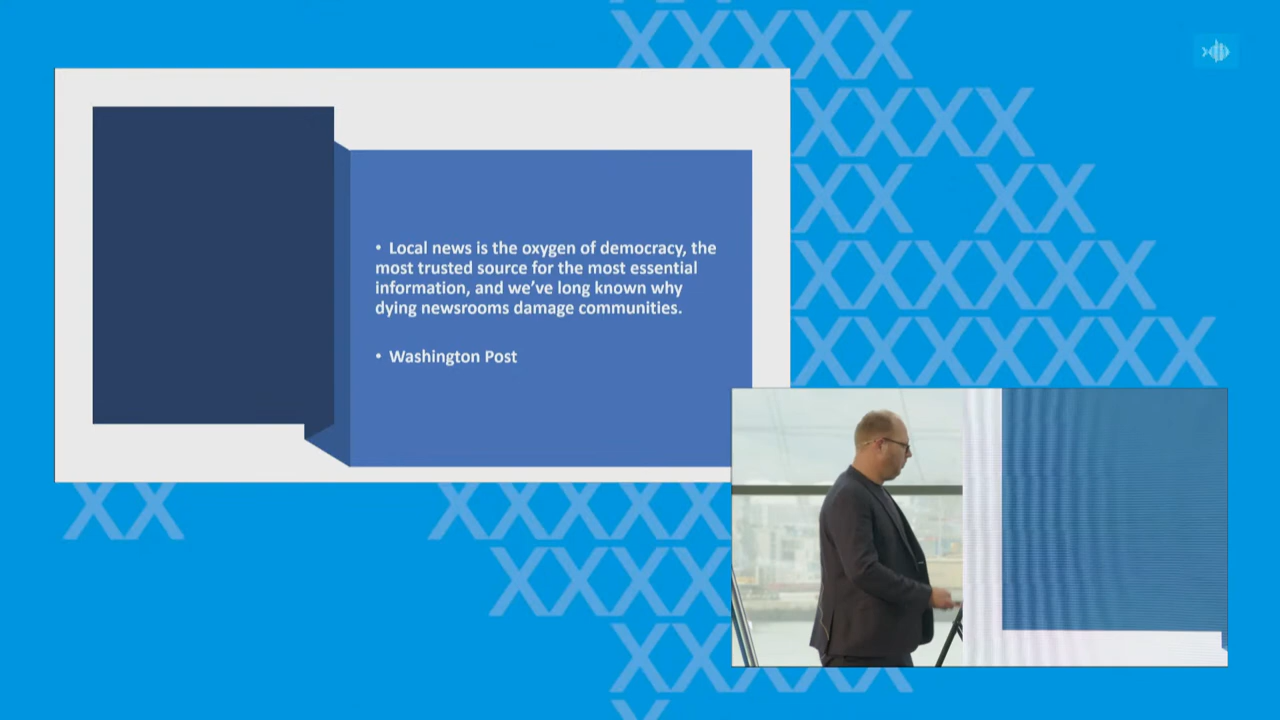 • Local news is the oxygen of democracy, the
most trusted source for the most essential
information, and we've long known why
dying newsrooms damage communities.
• Washington Post